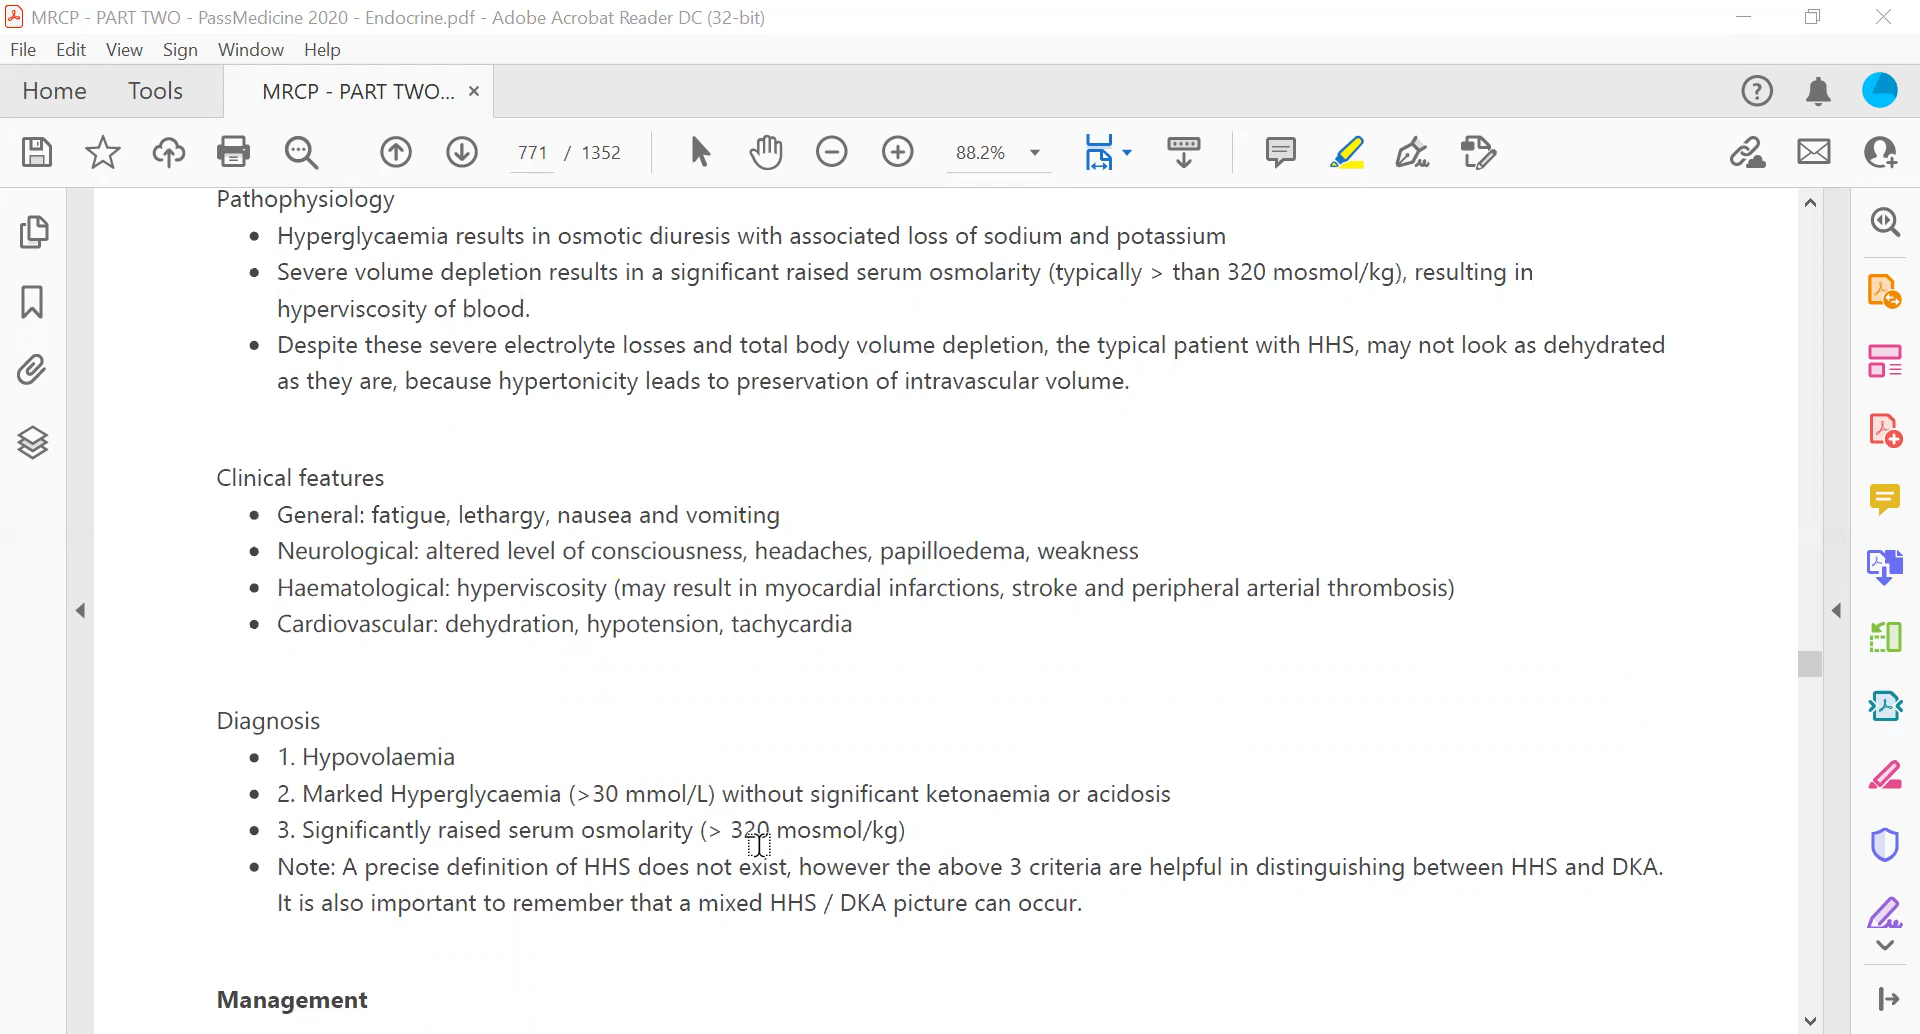 MRCP - PART TWO - PassMedicine 2020 - Endocrine.pdf - Adobe Acrobat Reader DC (32-bit)
File Edit View Sign Window Help
Home Tools MRCP - PART TWO... ×
771 / 1352 88.2%
Pathophysiology
• Hyperglycaemia results in osmotic diuresis with associated loss of sodium and potassium
• Severe volume depletion results in a significant raised serum osmolarity (typically > than 320 mosmol/kg), resulting in
hyperviscosity of blood.
• Despite these severe electrolyte losses and total body volume depletion, the typical patient with HHS, may not look as dehydrated
as they are, because hypertonicity leads to preservation of intravascular volume.
Clinical features
• General: fatigue, lethargy, nausea and vomiting
• Neurological: altered level of consciousness, headaches, papilloedema, weakness
• Haematological: hyperviscosity (may result in myocardial infarctions, stroke and peripheral arterial thrombosis)
• Cardiovascular: dehydration, hypotension, tachycardia
Diagnosis
• 1. Hypovolaemia
• 2. Marked Hyperglycaemia (>30 mmol/L) without significant ketonaemia or acidosis
• 3. Significantly raised serum osmolarity (> 320 mosmol/kg)
• Note: A precise definition of HHS does not exist, however the above 3 criteria are helpful in distinguishing between HHS and DKA.
It is also important to remember that a mixed HHS / DKA picture can occur.
Management